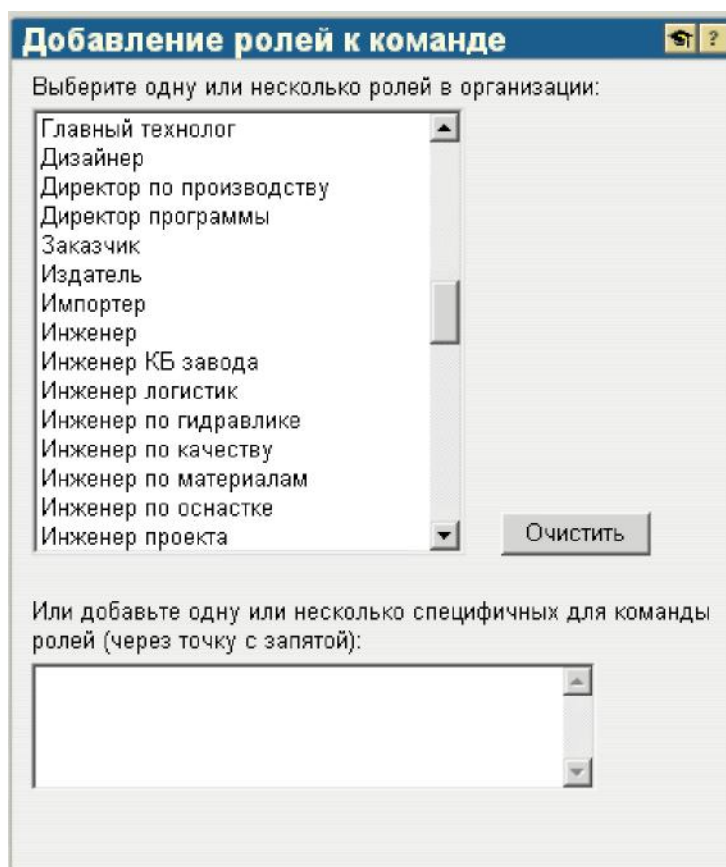 Добавление ролей к команде
?
Выберите одну или несколько ролей в организации:
Главный технолог
Дизайнер
Директор по производству
Директор программы
Заказчик
Издатель
Импортер
Инженер
Инженер КБ завода
Инженер логистик
Инженер по гидравлике
Инженер по качеству
Инженер по материалам
Инженер по оснастке
Инженер проекта
Очистить
Или добавьте одну или несколько специфичных для команды
ролей (через точку с запятой):